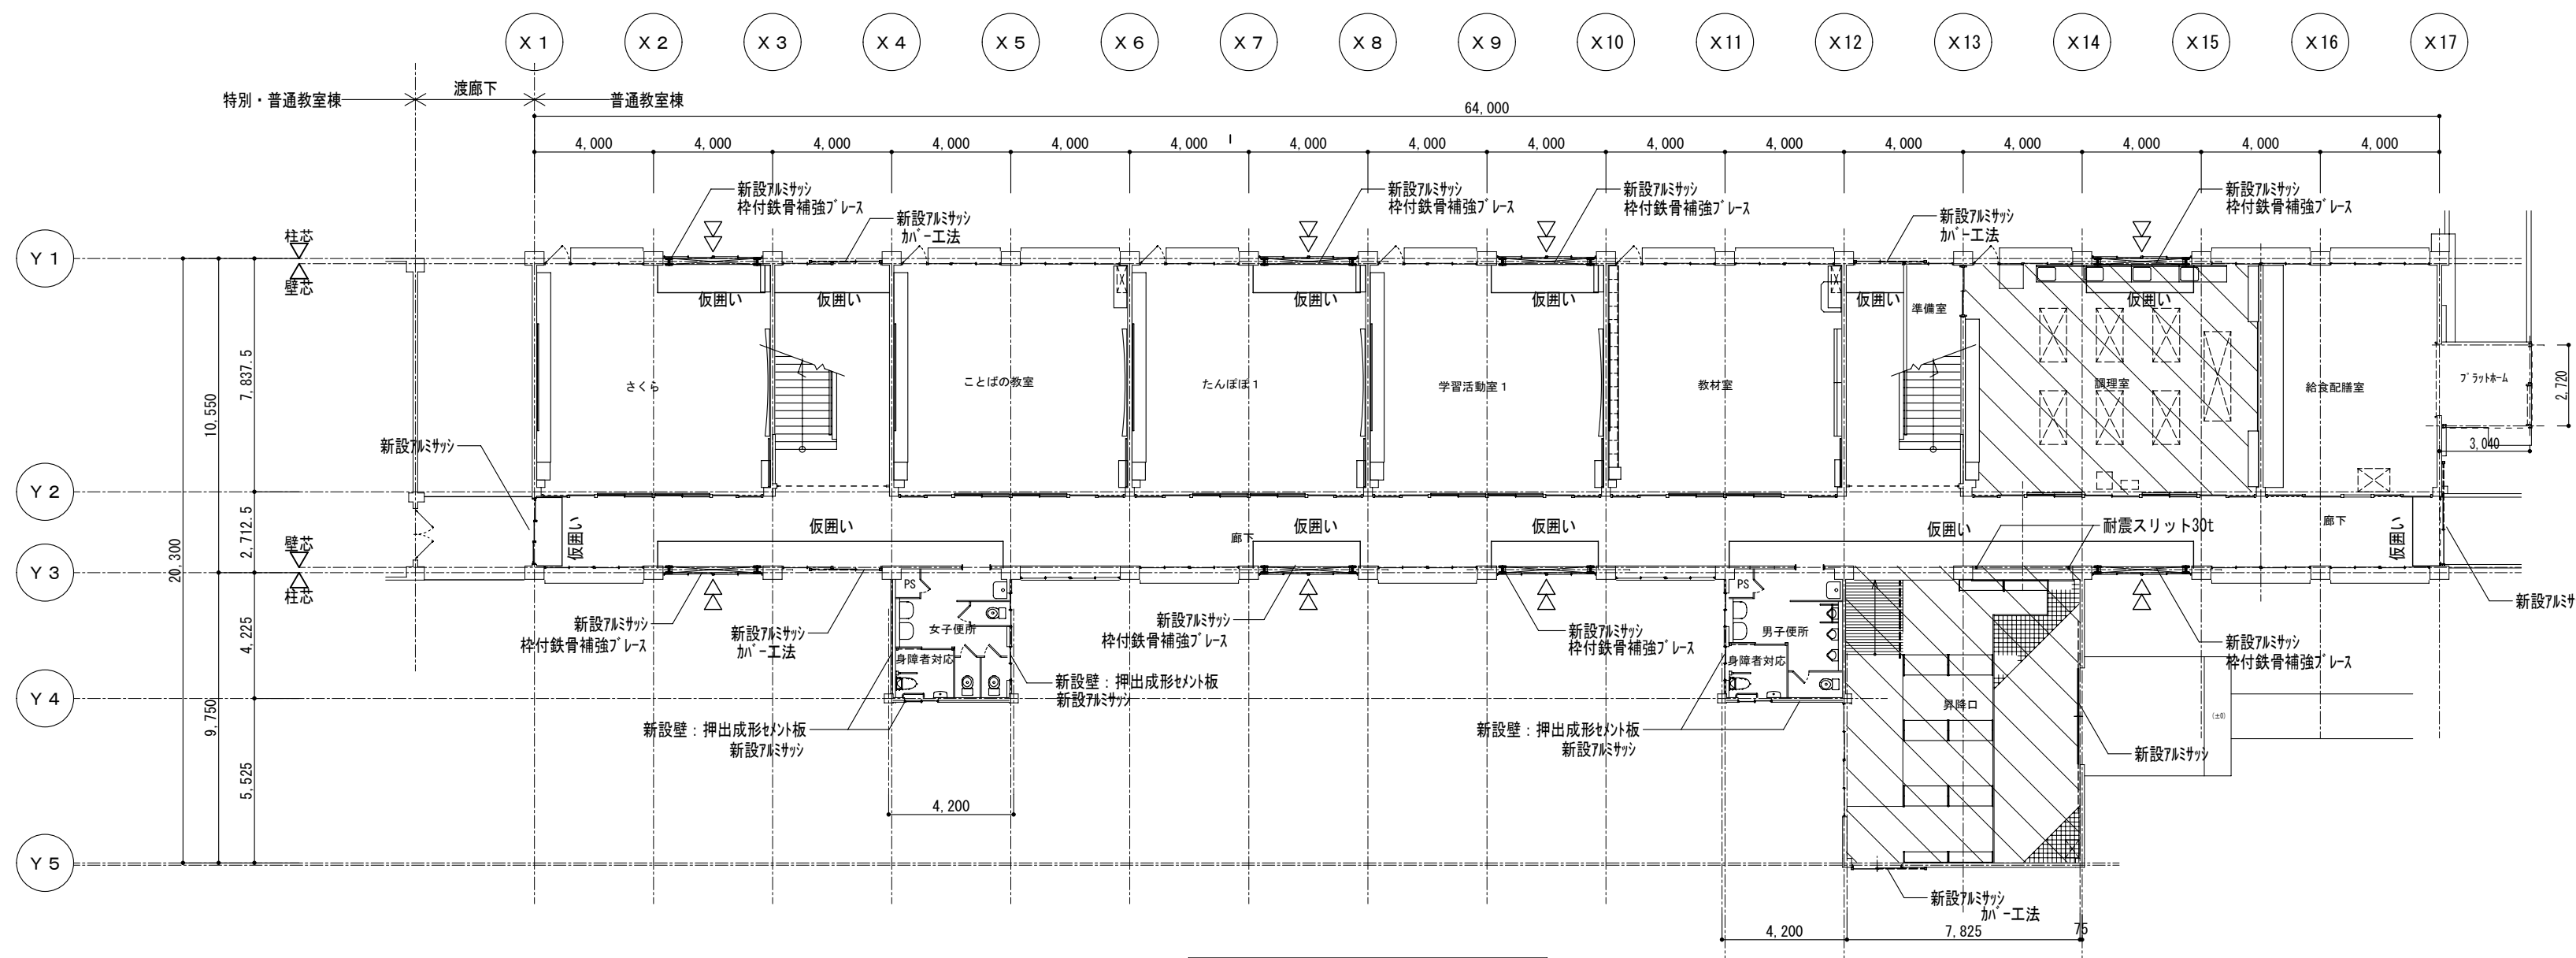 X 1 X 2 X 3 X 4 X 5 X 6 X 7 X 8 X 9 X10 X11 X12 X13 X14 X15 X16 X17
特別・普通教室棟 渡廊下 普通教室棟
64,000
4,000 4,000 4,000 4,000 4,000 4,000 4,000 4,000 4,000 4,000 4,000 4,000 4,000 4,000 4,000 4,000
新設アルミサッシ
枠付鉄骨補強ブレース
新設アルミサッシ
カバー工法
新設アルミサッシ
枠付鉄骨補強ブレース
新設アルミサッシ
枠付鉄骨補強ブレース
新設アルミサッシ
カバー工法
新設アルミサッシ
枠付鉄骨補強ブレース
Y 1
柱芯
壁芯
仮囲い 仮囲い 仮囲い 仮囲い 仮囲い 仮囲い
準備室
7,837.5
10,550
さくら ことばの教室 たんぽぽ1 学習活動室1 教材室 調理室 給食配膳室 プラットホーム
2,720
3,040
新設アルミサッシ
Y 2
2,712.5
20,300
壁芯
柱芯
仮囲い
仮囲い 仮囲い 仮囲い 仮囲い
廊下
耐震スリット30t
廊下
仮囲い
Y 3
PS PS
新設アルミサッシ
枠付鉄骨補強ブレース
新設アルミサッシ
カバー工法
女子便所
身障者対応
新設アルミサッシ
枠付鉄骨補強ブレース
新設アルミサッシ
枠付鉄骨補強ブレース
男子便所
身障者対応
新設アルミサッシ
枠付鉄骨補強ブレース
新設アルミサ
4,225
新設壁：押出成形セメント板
新設アルミサッシ
Y 4
9,750
昇降口
(±0)
新設壁：押出成形セメント板
新設アルミサッシ
新設壁：押出成形セメント板
新設アルミサッシ
新設アルミサッシ
5,525
4,200
Y 5
新設アルミサッシ
カバー工法
4,200 7,825 75